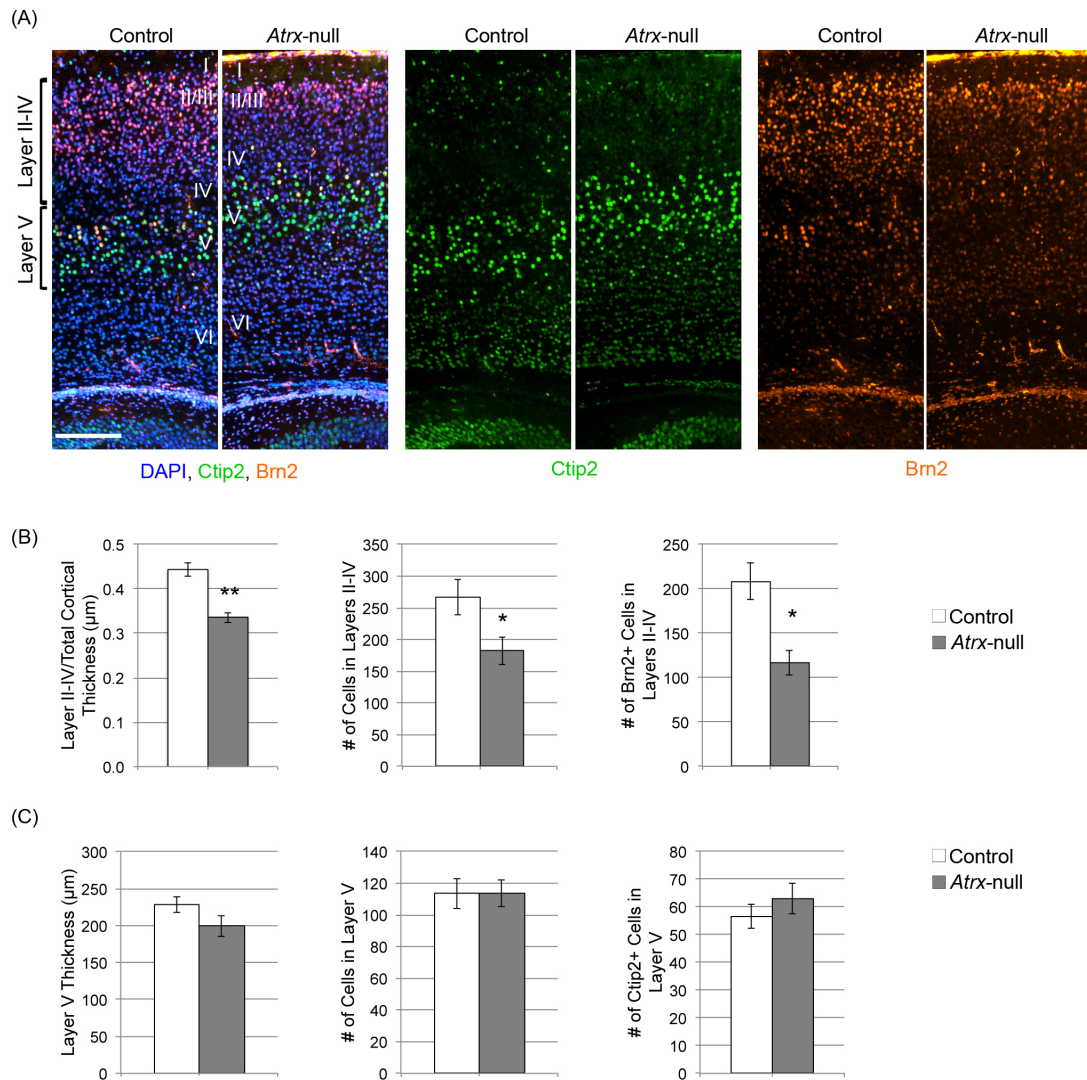 (A)
Control Atrx-null Control Atrx-null Control Atrx-null
Layer II-IV
Layer V
I I
II/III II/III
IV
IV
V
V
VI
VI
DAPI, Ctip2, Brn2 Ctip2 Brn2
(B)
Layer II-IV/Total Cortical
Thickness (µm)
0.5
0.4
0.3
0.2
0.1
0.0
**
# of Cells in Layers II-IV
350
300
250
200
150
100
50
0
*
# of Brn2+ Cells in
Layers II-IV
250
200
150
100
50
0
*
Control
Atrx-null
(C)
Layer V Thickness (µm)
300
250
200
150
100
50
0
# of Cells in Layer V
140
120
100
80
60
40
20
0
# of Ctip2+ Cells in
Layer V
80
70
60
50
40
30
20
10
0
Control
Atrx-null